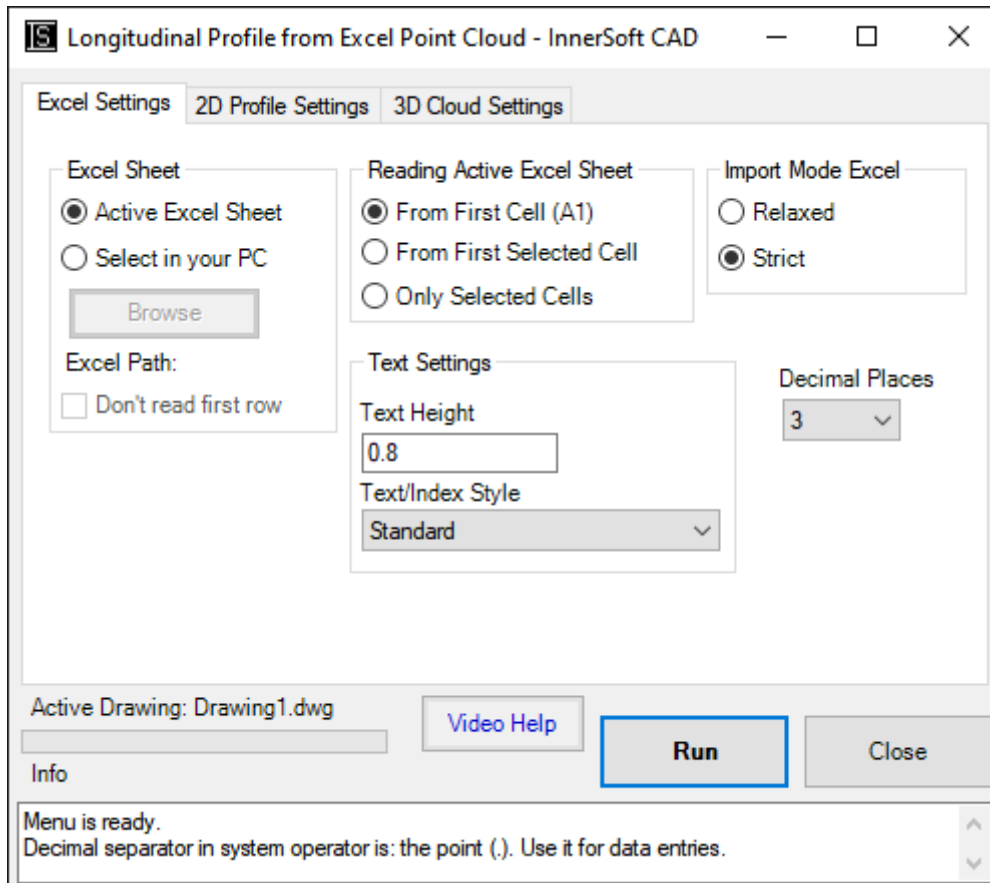 IS Longitudinal Profile from Excel Point Cloud - InnerSoft CAD
Excel Settings 2D Profile Settings 3D Cloud Settings
Excel Sheet
Active Excel Sheet
Select in your PC
Browse
Excel Path:
Don't read first row
Reading Active Excel Sheet
From First Cell (A1)
From First Selected Cell
Only Selected Cells
Import Mode Excel
Relaxed
Strict
Text Settings
Text Height
0.8
Text/Index Style
Standard
Decimal Places
3
Active Drawing: Drawing1.dwg
Video Help
Run
Close
Info
Menu is ready.
Decimal separator in system operator is: the point (.). Use it for data entries.